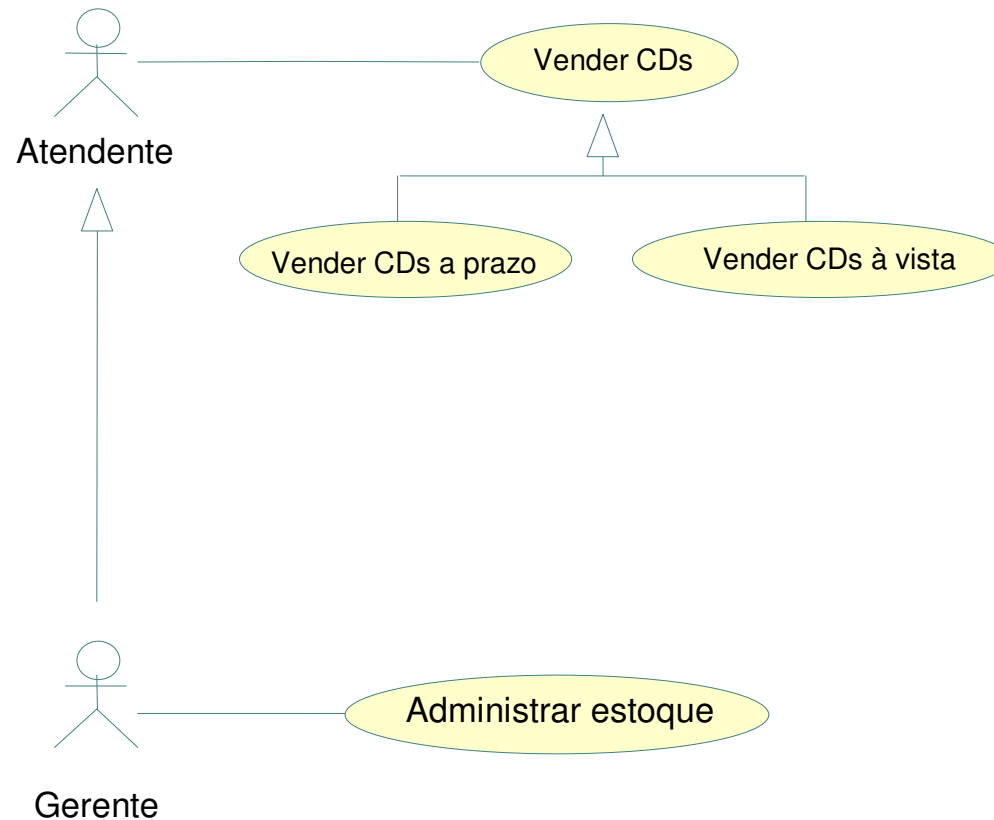 Vender CDs
Atendente
Vender CDs a prazo
Vender CDs à vista
Administrar estoque
Gerente